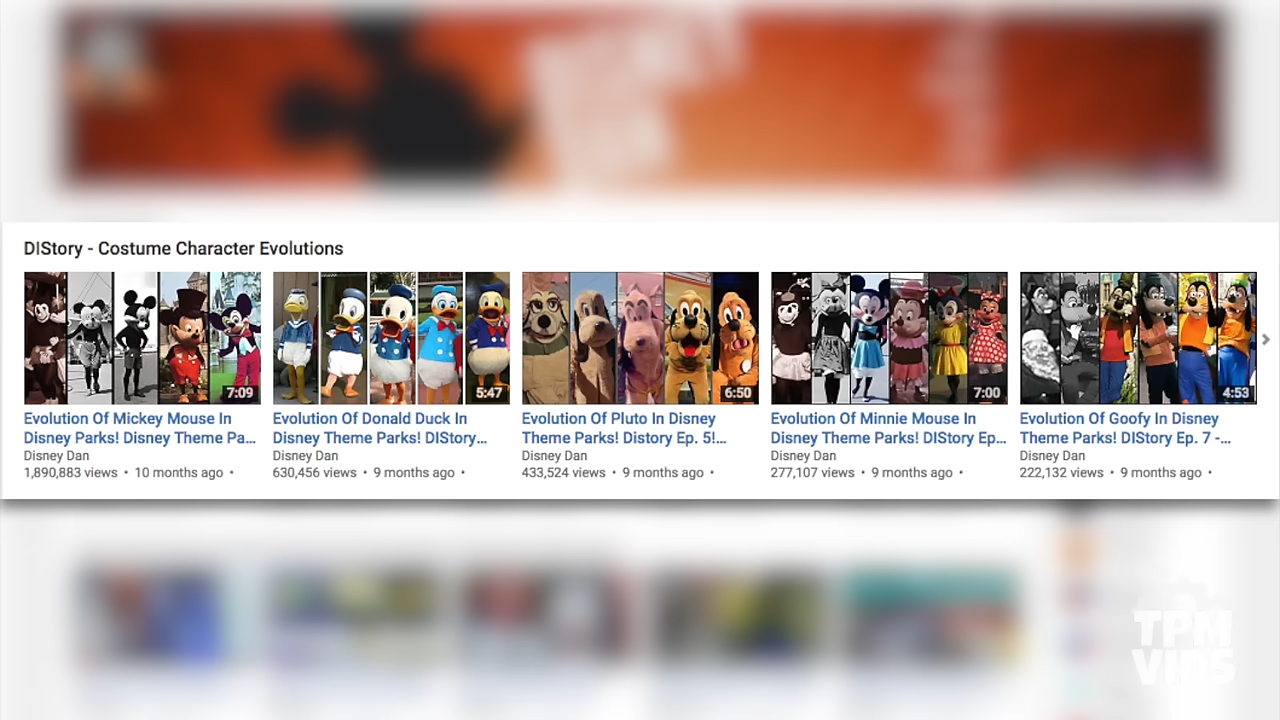 DIStory - Costume Character Evolutions
7:09
5:47
6:50
7:00
4:53
Evolution Of Mickey Mouse In
Disney Parks! Disney Theme Pa...
Disney Dan
1,890,883 views • 10 months ago •
Evolution Of Donald Duck In
Disney Theme Parks! DIStory...
Disney Dan
630,456 views • 9 months ago •
Evolution Of Pluto In Disney
Theme Parks! Distory Ep. 5!...
Disney Dan
433,524 views • 9 months ago •
Evolution Of Minnie Mouse In
Disney Theme Parks! DIStory Ep...
Disney Dan
277,107 views • 9 months ago •
Evolution Of Goofy In Disney
Theme Parks! DIStory Ep. 7 -...
Disney Dan
222,132 views • 9 months ago •
TPM
VIDS